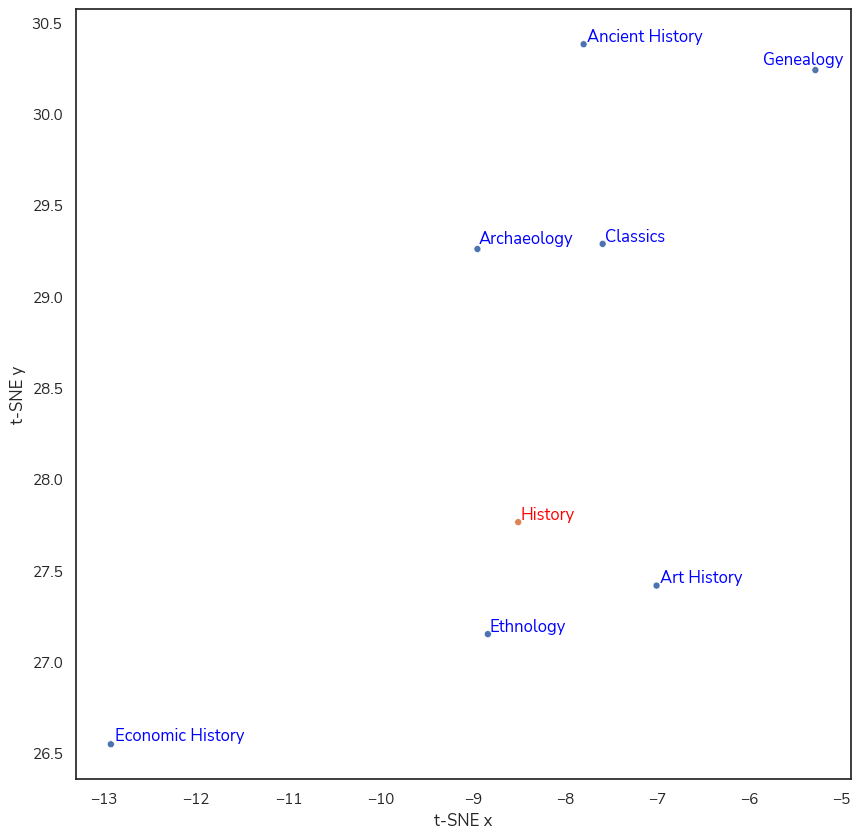 30.5
Ancient History
Genealogy
30.0
29.5
Archaeology
Classics
29.0
28.5
t-SNE y
28.0
History
27.5
Art History
Ethnology
27.0
Economic History
26.5
−13 −12 −11 −10 −9 −8 −7 −6 −5
t-SNE x